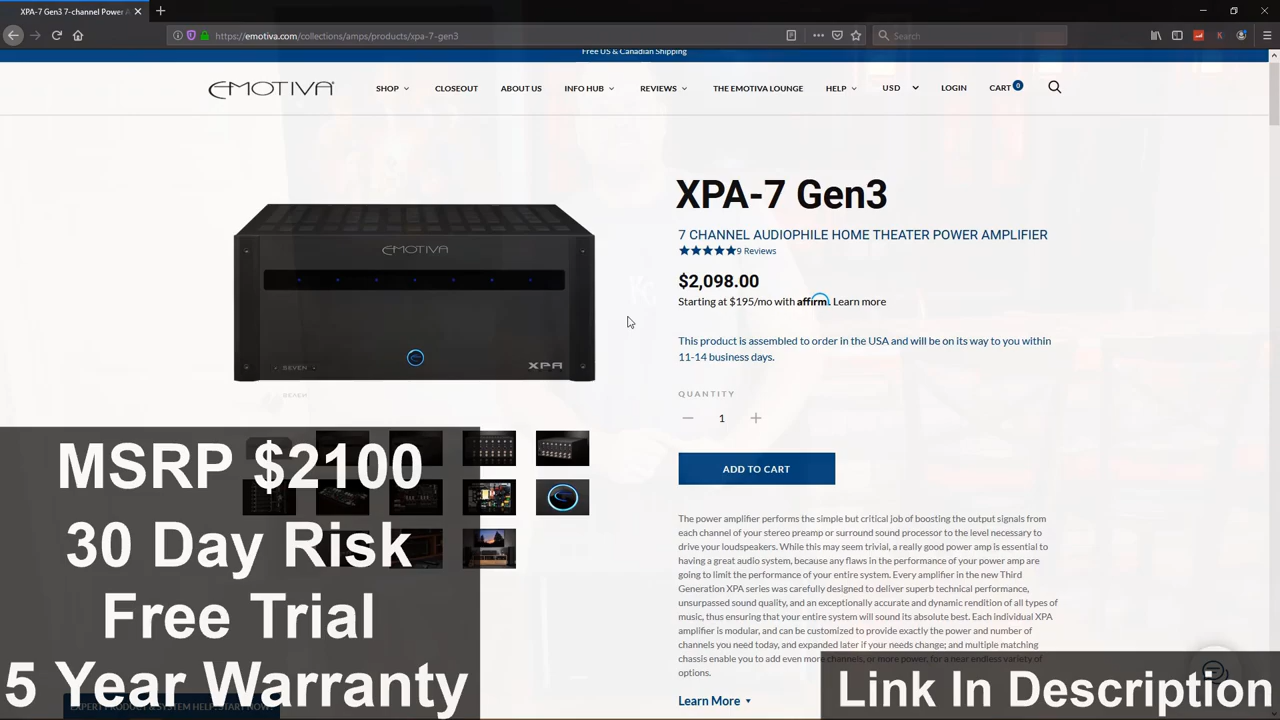 XPA-7 Gen3 7-channel Power A
https://emotiva.com/collections/amps/products/xpa-7-gen3
Search
Free US & Canadian Shipping
EMOTIVA
SHOP
CLOSEOUT
ABOUT US
INFO HUB
REVIEWS
THE EMOTIVA LOUNGE
HELP
USD
LOGIN
CART 0
XPA-7 Gen3
7 CHANNEL AUDIOPHILE HOME THEATER POWER AMPLIFIER
9 Reviews
$2,098.00
Starting at $195/mo with affirm. Learn more
This product is assembled to order in the USA and will be on its way to you within
11-14 business days.
QUANTITY
1
ADD TO CART
EMOTIVA
SEVEN
XPA
The power amplifier performs the simple but critical job of boosting the output signals from
each channel of your stereo preamp or surround sound processor to the level necessary to
drive your loudspeakers. While this may seem trivial, a really good power amp is essential to
having a great audio system, because any flaws in the performance of your power amp are
going to limit the performance of your entire system. Every amplifier in the new Third
Generation XPA series was carefully designed to deliver superb technical performance,
unsurpassed sound quality, and an exceptionally accurate and dynamic rendition of all types of
music, thus ensuring that your entire system will sound its absolute best. Each individual XPA
amplifier is modular, and can be customized to provide exactly the power and number of
channels you need today, and expanded later if your needs change; and multiple matching
chassis enable you to add even more channels, or more power, for a near endless variety of
options.
Learn More
MSRP $2100
30 Day Risk
Free Trial
5 Year Warranty
EXPERT PRODUCT & SYSTEM HELP. START NOW!
Link In Description